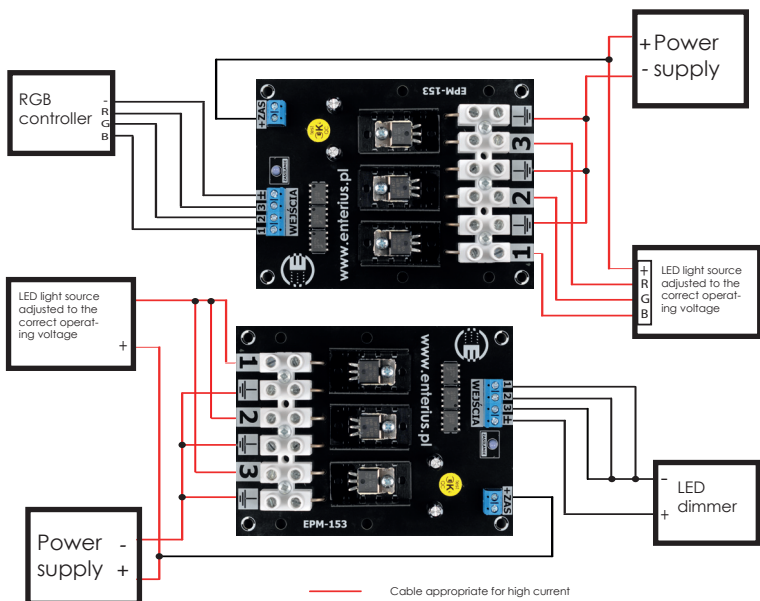 + Power
- supply
RGB
controller
-
R
G
B
+ZAS
EPM-153
3
2
1
± 
3
2
1
WEJŚCIA
www.enterius.pl
+
R
G
B
LED light source
adjusted to the
correct operat-
ing voltage
LED light source
adjusted to the
correct operat-
ing voltage
+
1
2
3
www.enterius.pl
1
2
3
±
WEJŚCIA
+ZAS
EPM-153
-
+
LED
dimmer
Power -
supply +
Cable appropriate for high current